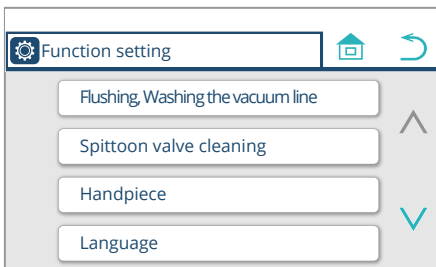 Function setting
Flushing, Washing the vacuum line
Spittoon valve cleaning
Handpiece
Language